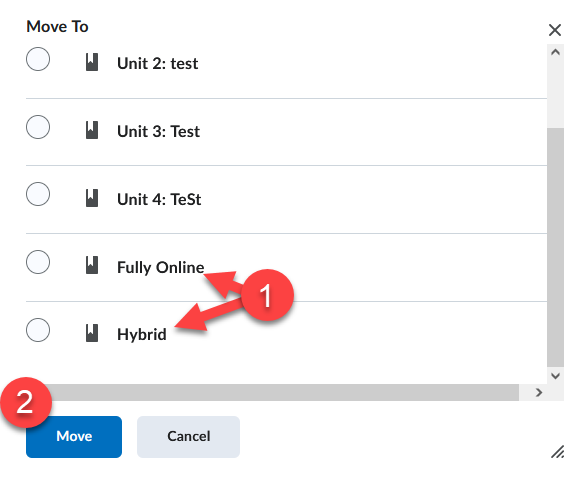 Move To
Unit 2: test
Unit 3: Test
Unit 4: TeSt
Fully Online
1
Hybrid
2
Move Cancel